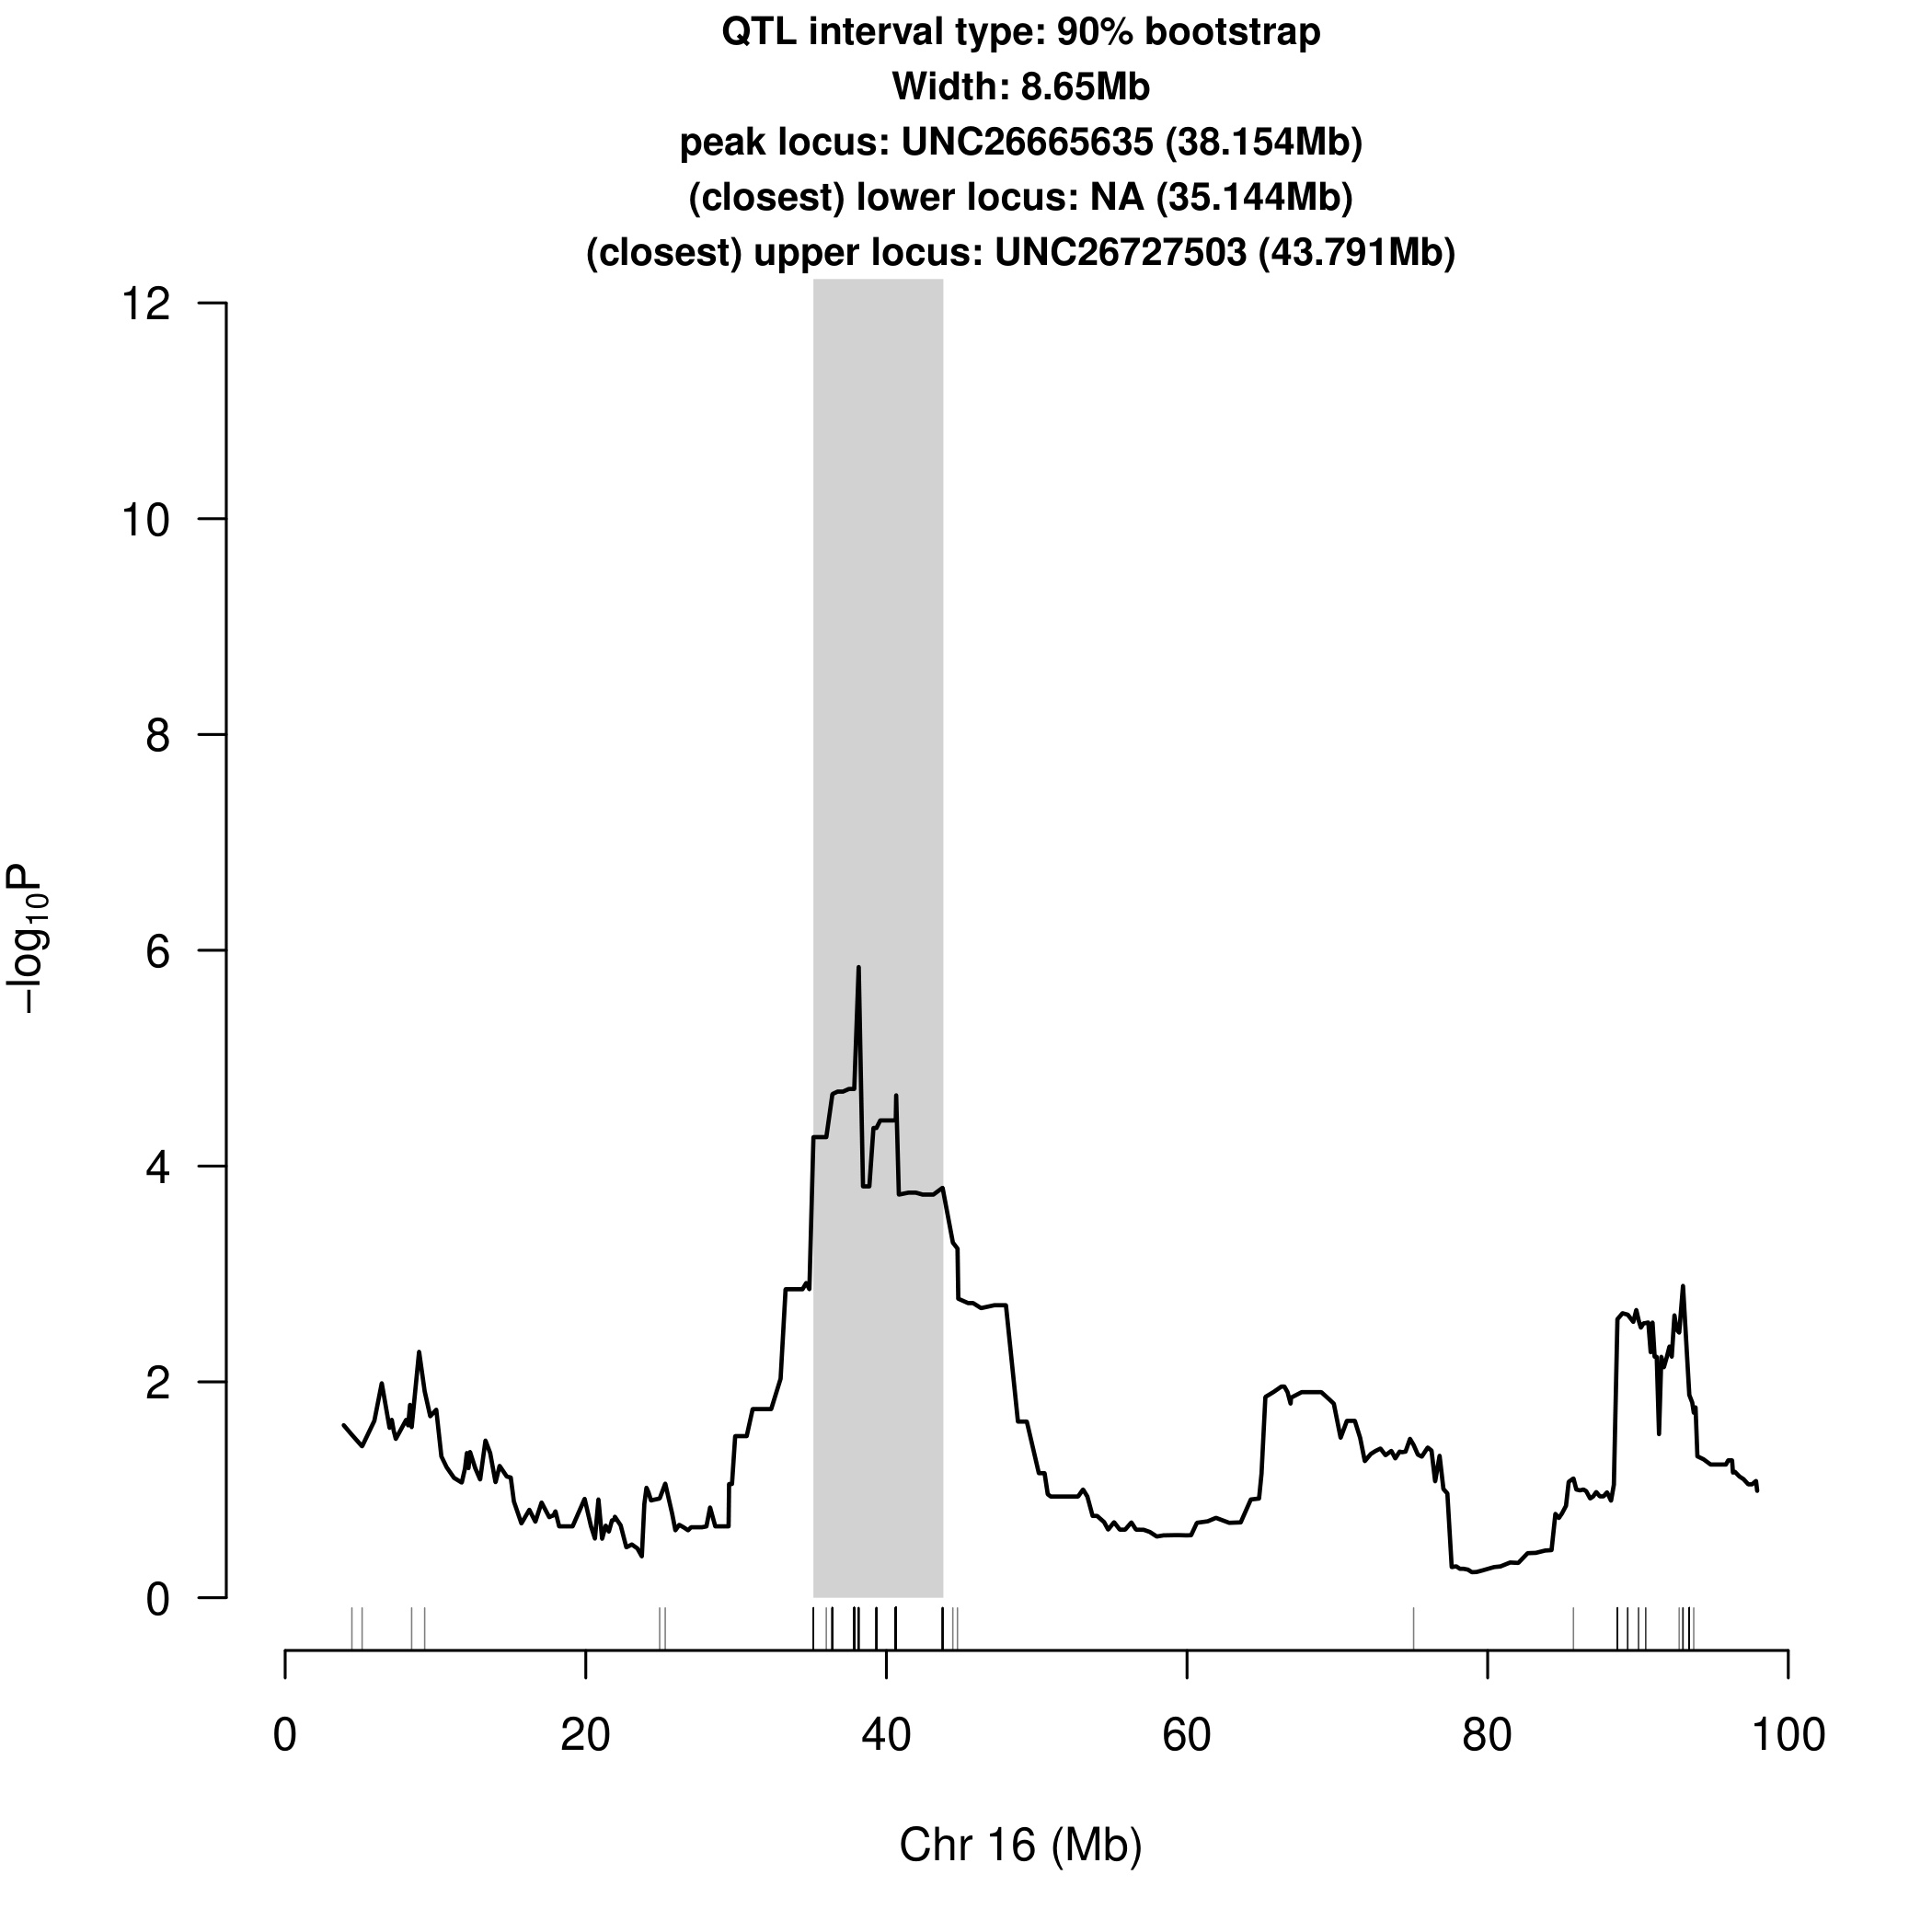 QTL interval type: 90% bootstrap
Width: 8.65Mb
peak locus: UNC26665635 (38.154Mb)
(closest) lower locus: NA (35.144Mb)
(closest) upper locus: UNC26727503 (43.791Mb)
12
10
8
6
4
2
0
−log10P
0 20 40 60 80 100
Chr 16 (Mb)